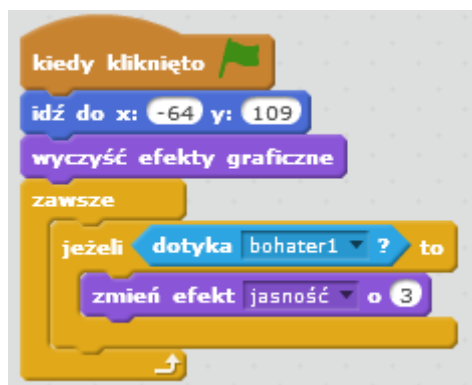 kiedy kliknięto
idź do x: -64 y: 109
wyczyść efekty graficzne
zawsze
jeżeli dotyka bohater1 ? to
zmień efekt jasność o 3